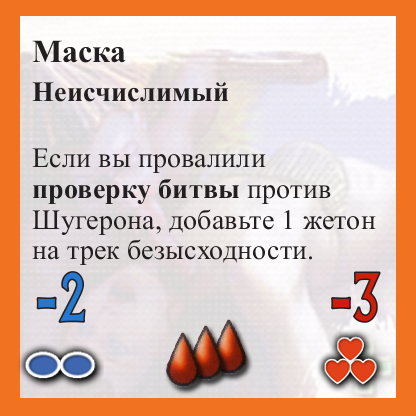 Маска
Неисчислимый
Если вы провалили
проверку битвы против
Шугерона, добавьте 1 жетон
на трек безысходности.
-2 -3